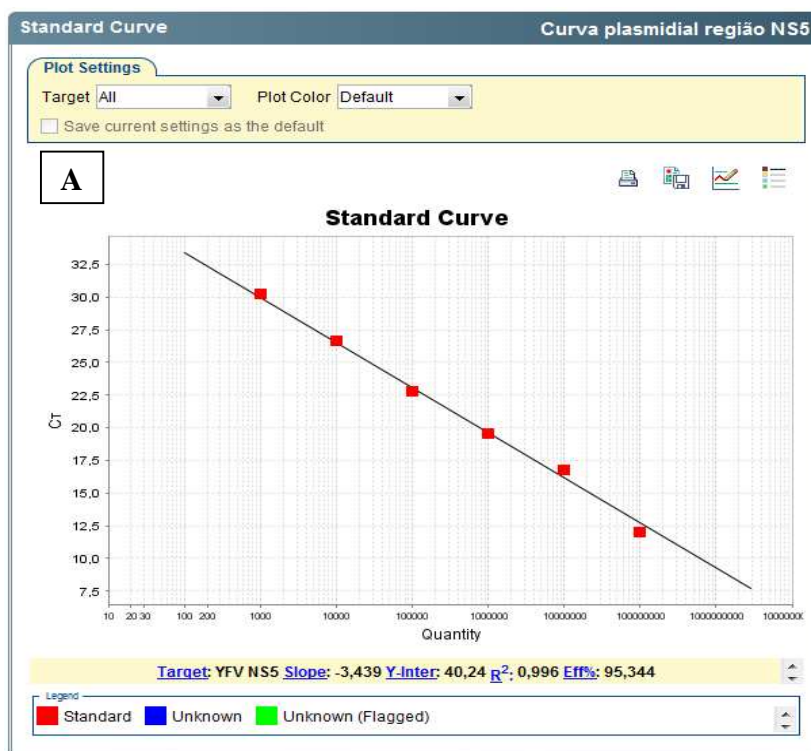 Standard Curve Curva plasmidial região NS5
Plot Settings
Target All Plot Color Default
Save current settings as the default
A
Standard Curve
32,5
30,0
27,5
25,0
22,5
20,0
17,5
15,0
12,5
10,0
7,5
CT
10 20 30 100 200 1000 10000 100000 1000000 10000000 100000000 1000000000 1000000
Quantity
Target: YFV NS5 Slope: -3,439 Y-Inter: 40,24 R2: 0,996 Eff%: 95,344
Legend
Standard Unknown Unknown (Flagged)